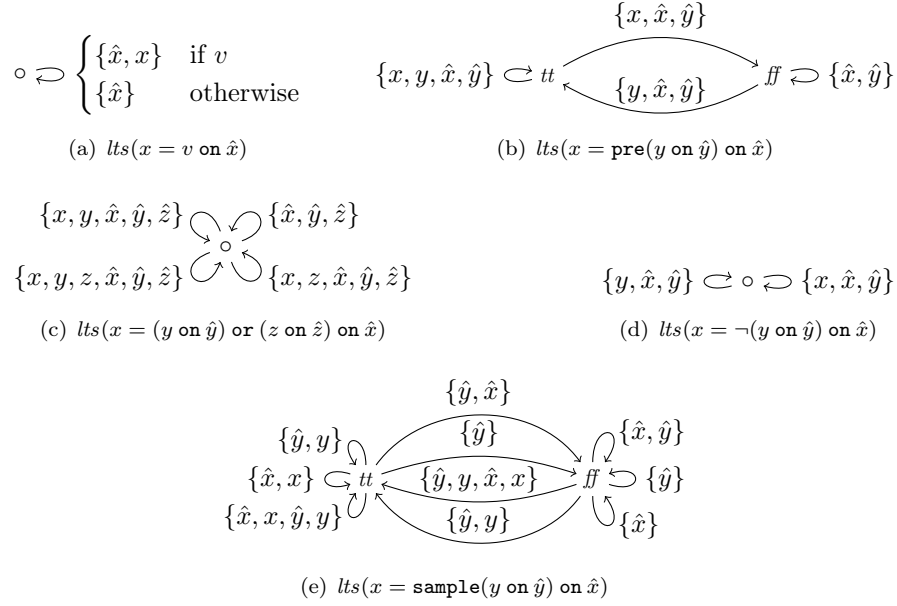 ∘ {x̂, x} if v
{x̂} otherwise
(a) lts(x = v on x̂)
{x, x̂, ŷ}
{x, y, x̂, ŷ} tt ff {x̂, ŷ}
{y, x̂, ŷ}
(b) lts(x = pre(y on ŷ) on x̂)
{x, y, x̂, ŷ, ẑ} {x̂, ŷ, ẑ}
∘
{x, y, z, x̂, ŷ, ẑ} {x, z, x̂, ŷ, ẑ}
(c) lts(x = (y on ŷ) or (z on ẑ) on x̂)
{y, x̂, ŷ} ∘ {x, x̂, ŷ}
(d) lts(x = ¬(y on ŷ) on x̂)
{ŷ, x̂}
{ŷ, y} {ŷ} {x̂, ŷ}
{x̂, x} tt {ŷ, y, x̂, x} ff {ŷ}
{x̂, x, ŷ, y} {ŷ, y} {x̂}
(e) lts(x = sample(y on ŷ) on x̂)